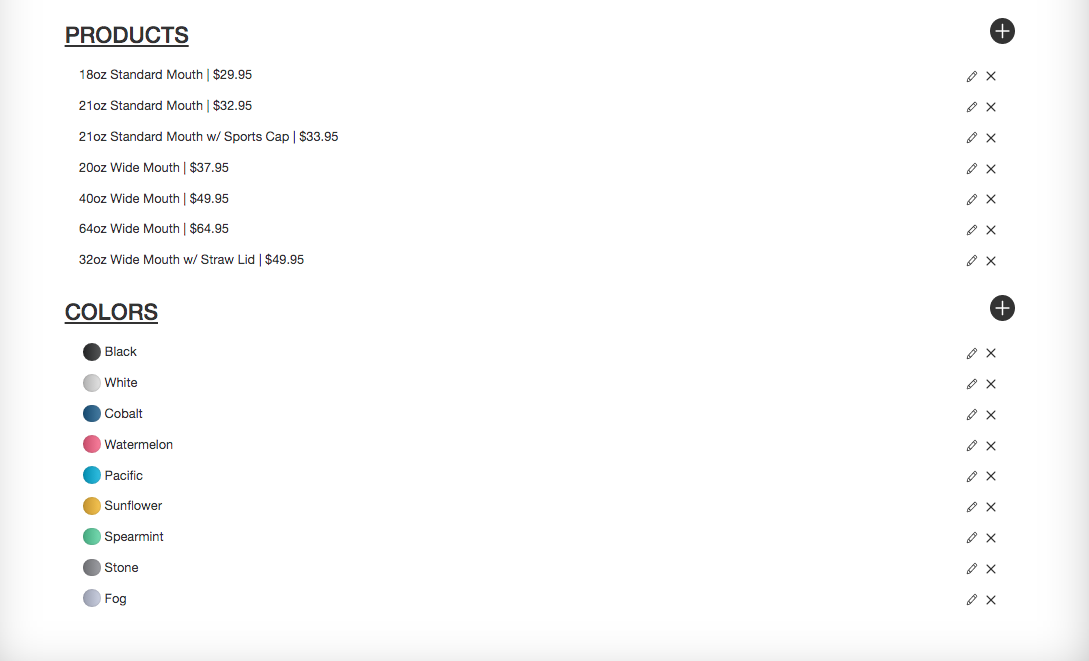 PRODUCTS
18oz Standard Mouth | $29.95
21oz Standard Mouth | $32.95
21oz Standard Mouth w/ Sports Cap | $33.95
20oz Wide Mouth | $37.95
40oz Wide Mouth | $49.95
64oz Wide Mouth | $64.95
32oz Wide Mouth w/ Straw Lid | $49.95
COLORS
Black
White
Cobalt
Watermelon
Pacific
Sunflower
Spearmint
Stone
Fog